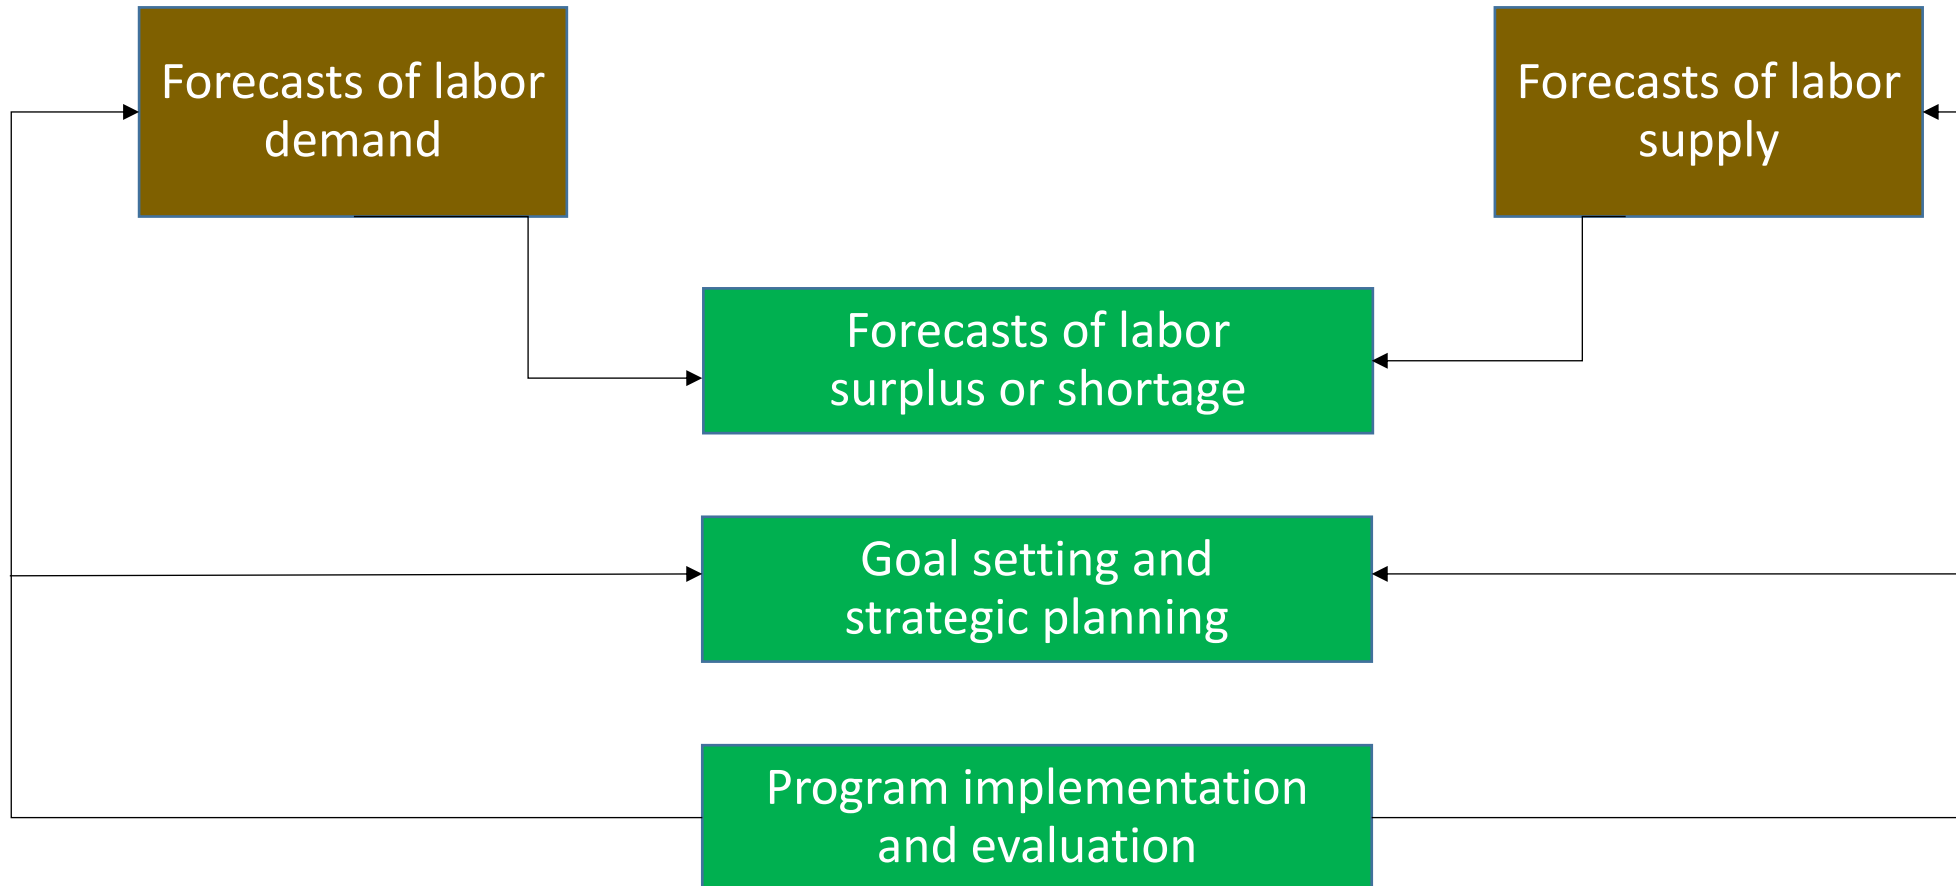 Forecasts of labor
demand
Forecasts of labor
supply
Forecasts of labor
surplus or shortage
Goal setting and
strategic planning
Program implementation
and evaluation